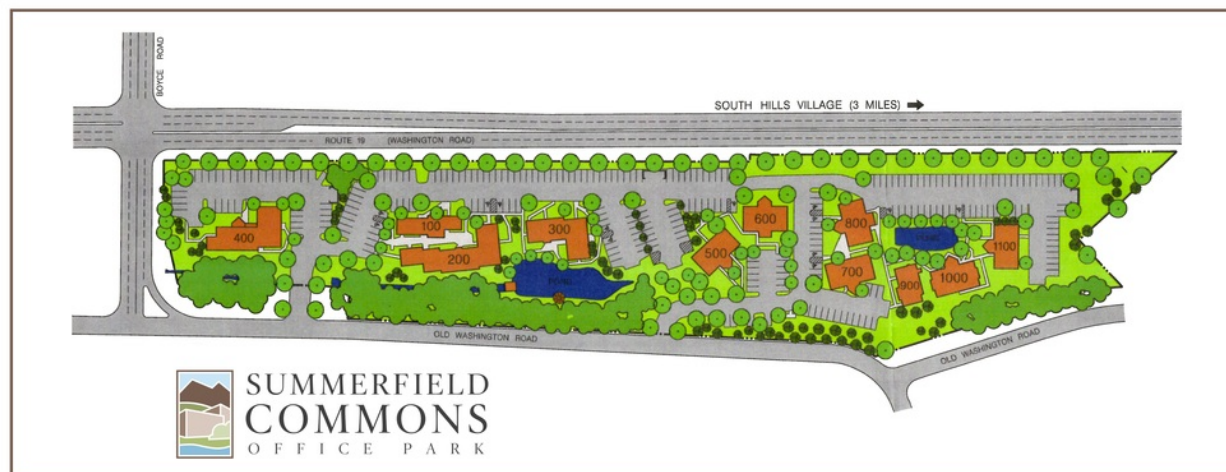 BOYCE ROAD
SOUTH HILLS VILLAGE (3 MILES)
ROUTE 19 (WASHINGTON ROAD)
400
100
200
300
500
600
700
800
900
1000
1100
POND
POND
OLD WASHINGTON ROAD
OLD WASHINGTON ROAD
SUMMERFIELD
COMMONS
OFFICE PARK